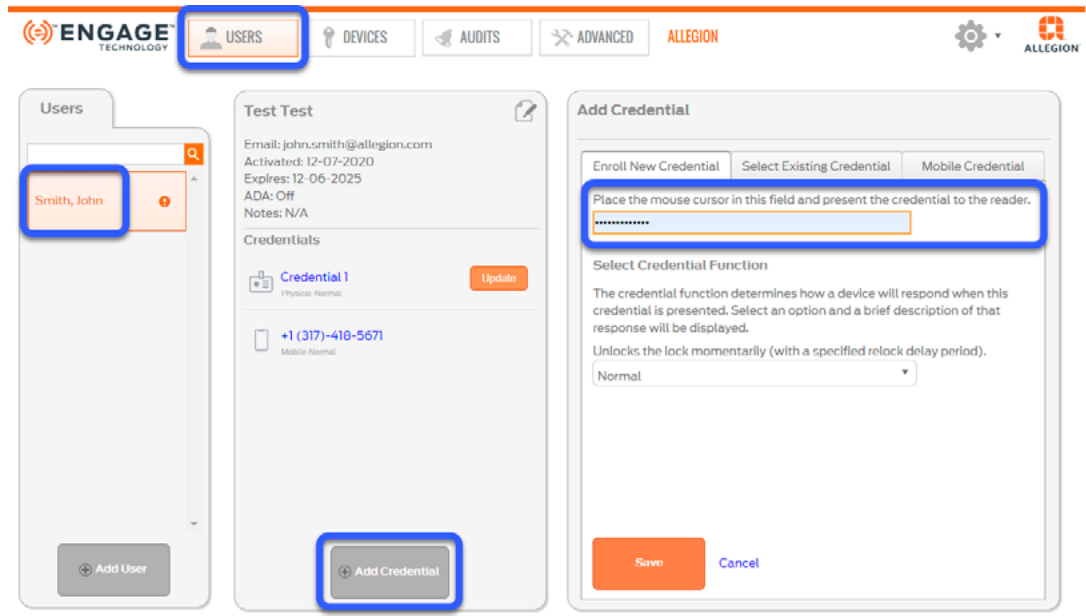 ENGAGE™
TECHNOLOGY
USERS
DEVICES
AUDITS
ADVANCED
ALLEGION
ALLEGION
Users
Smith, John
Add User
Test Test
Email: john.smith@allegion.com
Activated: 12-07-2020
Expires: 12-06-2025
ADA: Off
Notes: N/A
Credentials
Credential 1
Physical-Normal
Update
+1 (317)-418-5671
Mobile-Normal
Add Credential
Add Credential
Enroll New Credential
Select Existing Credential
Mobile Credential
Place the mouse cursor in this field and present the credential to the reader.
•••••••••••••
Select Credential Function
The credential function determines how a device will respond when this
credential is presented. Select an option and a brief description of that
response will be displayed.
Unlocks the lock momentarily (with a specified relock delay period).
Normal
Save
Cancel